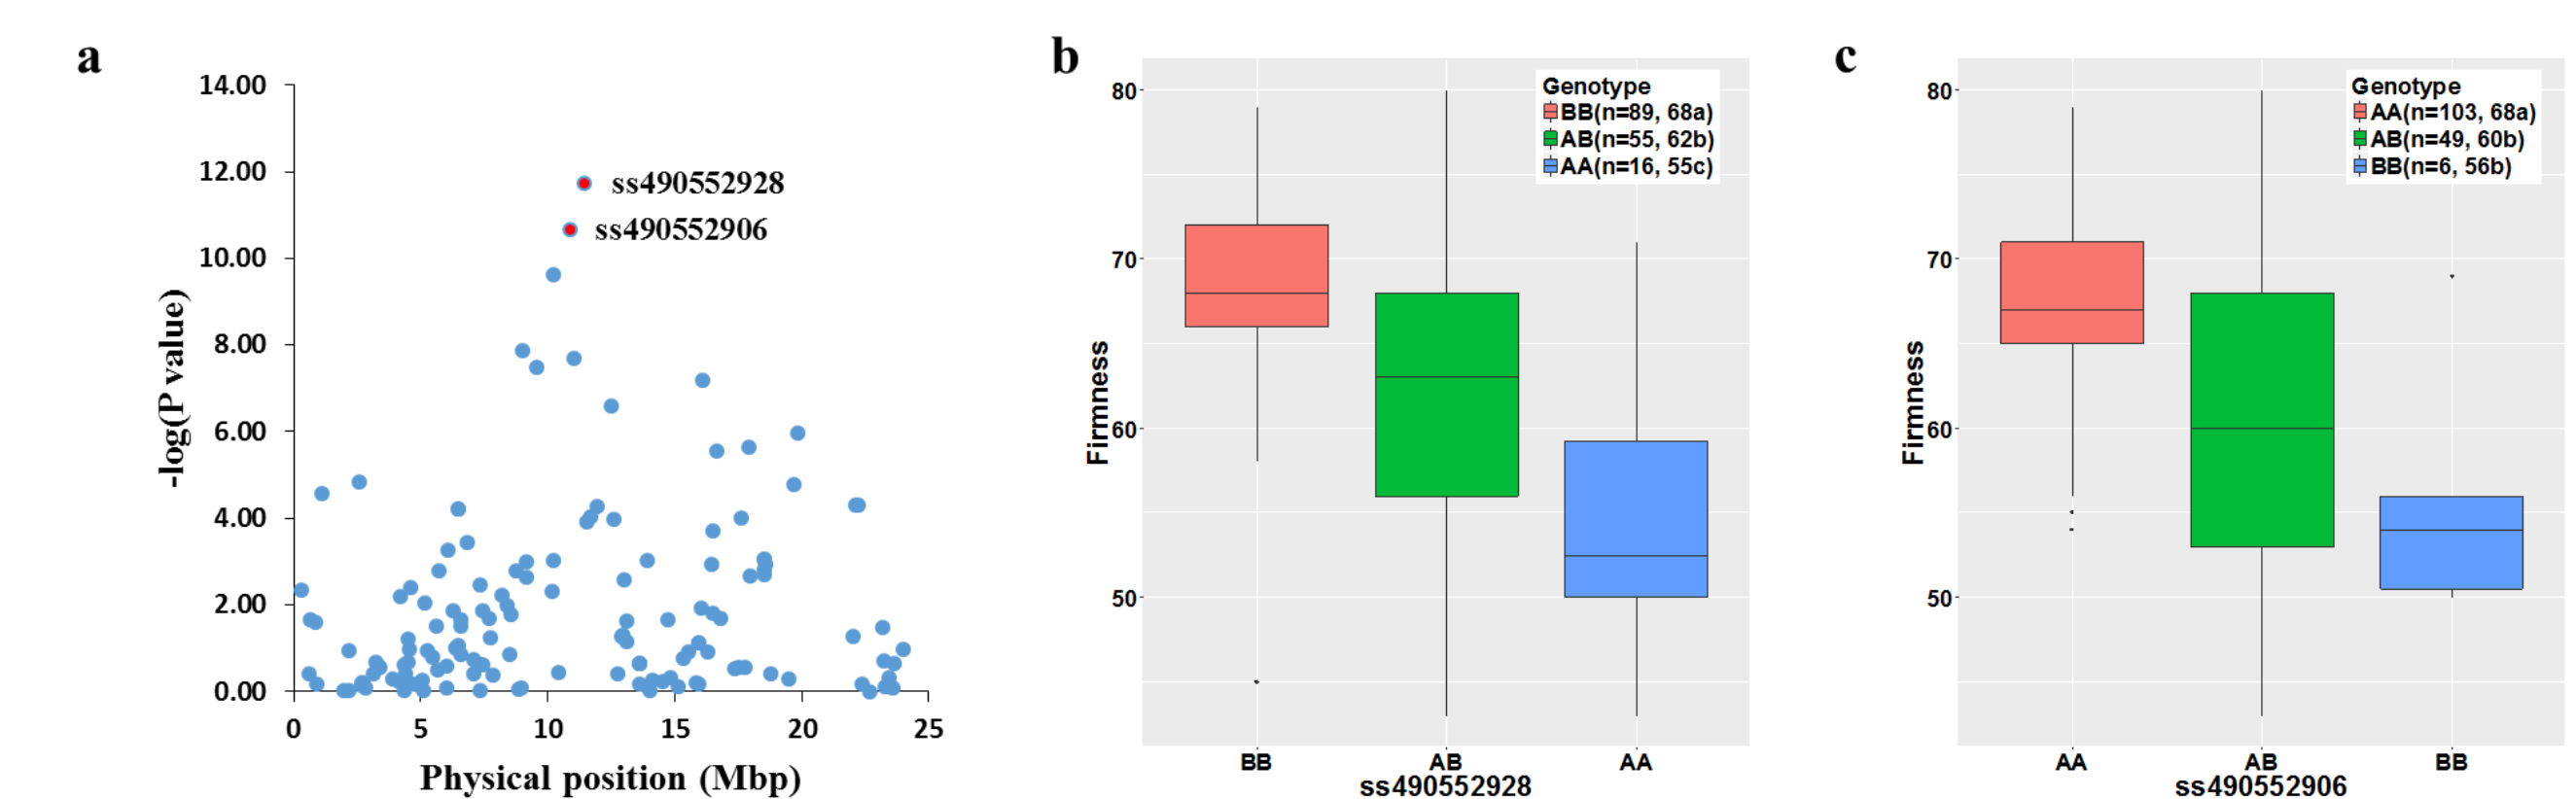 a
14.00
12.00
10.00
8.00
6.00
4.00
2.00
0.00
-log(P value)
ss490552928
ss490552906
0 5 10 15 20 25
Physical position (Mbp)
b
80
70
60
50
Firmness
Genotype
BB(n=89, 68a)
AB(n=55, 62b)
AA(n=16, 55c)
BB AB AA
ss490552928
c
80
70
60
50
Firmness
Genotype
AA(n=103, 68a)
AB(n=49, 60b)
BB(n=6, 56b)
AA AB BB
ss490552906